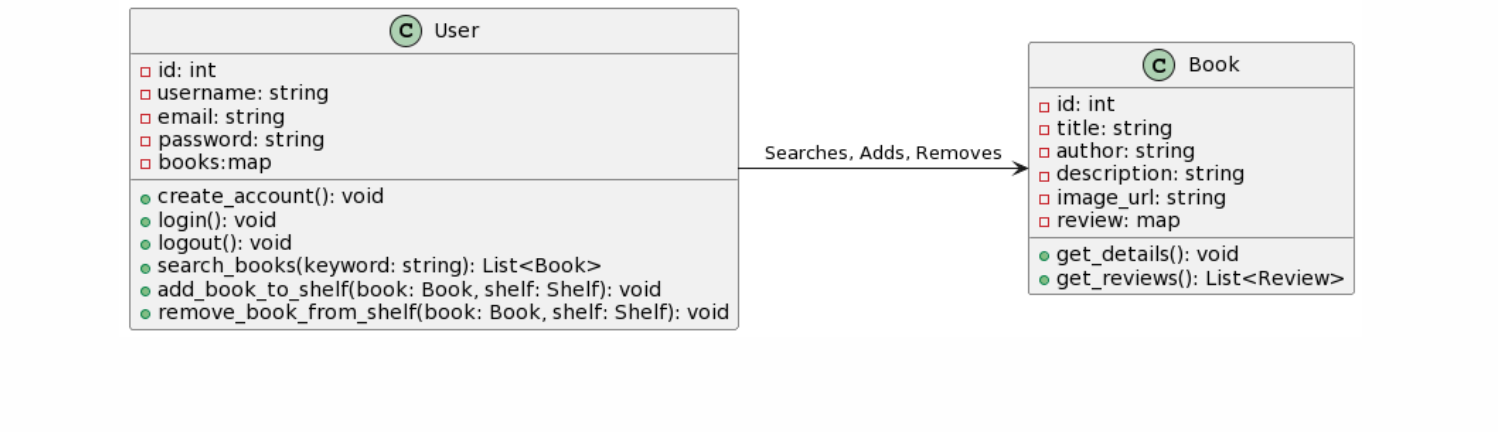 C User
id: int
username: string
email: string
password: string
books:map
create_account(): void
login(): void
logout(): void
search_books(keyword: string): List<Book>
add_book_to_shelf(book: Book, shelf: Shelf): void
remove_book_from_shelf(book: Book, shelf: Shelf): void
Searches, Adds, Removes
C Book
id: int
title: string
author: string
description: string
image_url: string
review: map
get_details(): void
get_reviews(): List<Review>